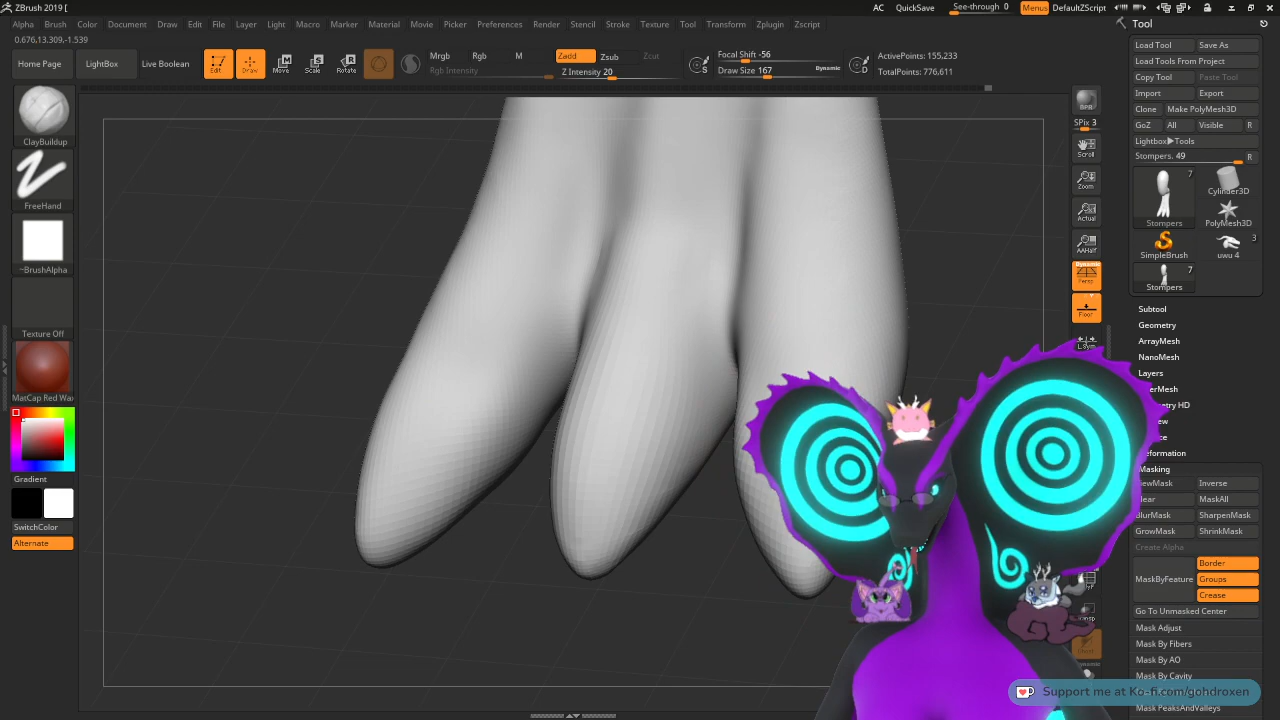 ZBrush 2019 [
AC QuickSave See-through 0 Menus DefaultZScript
Alpha Brush Color Document Draw Edit File Layer Light Macro Marker Material Movie Picker Preferences Render Stencil Stroke Texture Tool Transform Zplugin Zscript
0.676,13.309,-1.539
Home Page LightBox Live Boolean Edit Draw Move Scale Rotate
Mrgb Rgb M Zadd Zsub Zcut
Rgb Intensity Z Intensity 20
Focal Shift -56
Draw Size 167 Dynamic
ActivePoints: 155,233
TotalPoints: 776,611
ClayBuildup
FreeHand
~BrushAlpha
Texture Off
MatCap Red Wax
Gradient
SwitchColor
Alternate
BPR
SPix 3
Scroll
Zoom
Actual
AAHalf
Dynamic
Persp
Floor
L.Sym
Dynamic
Tool
Load Tool Save As
Load Tools From Project
Copy Tool Paste Tool
Import Export
Clone Make PolyMesh3D
GoZ All Visible R
Lightbox▶Tools
Stompers. 49 R
7
Stompers Cylinder3D
PolyMesh3D
SimpleBrush uwu 4 3
7
Stompers
Subtool
Geometry
ArrayMesh
NanoMesh
Layers
Masking
Inverse
MaskAll
BlurMask SharpenMask
GrowMask ShrinkMask
Create Alpha
MaskByFeature Border
Groups
Crease
Go To Unmasked Center
Mask Adjust
Mask By Fibers
Mask By AO
Mask By Cavity
Support me at Ko-fi.com/gohdroxen
Mask PeaksAndValleys